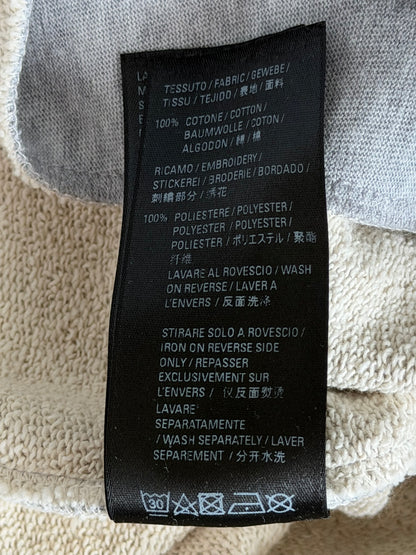 TESSUTO / FABRIC / GEWEBE /
TISSU / TEJIDO / 表地 / 面料
100% COTONE / COTTON /
BAUMWOLLE / COTON /
ALGODON / 綿 / 棉
RICAMO / EMBROIDERY /
STICKEREI / BRODERIE / BORDADO /
刺繍部分 / 绣花
100% POLIESTERE / POLYESTER /
POLYESTER / POLYESTER /
POLIESTER / ポリエステル / 聚酯
纤维
LAVARE AL ROVESCIO / WASH
ON REVERSE / LAVER A
L'ENVERS / 反面洗涤
STIRARE SOLO A ROVESCIO /
IRON ON REVERSE SIDE
ONLY / REPASSER
EXCLUSIVEMENT SUR
L'ENVERS / 仅反面熨烫
LAVARE
SEPARATAMENTE
/ WASH SEPARATELY / LAVER
SEPAREMENT / 分开水洗
30